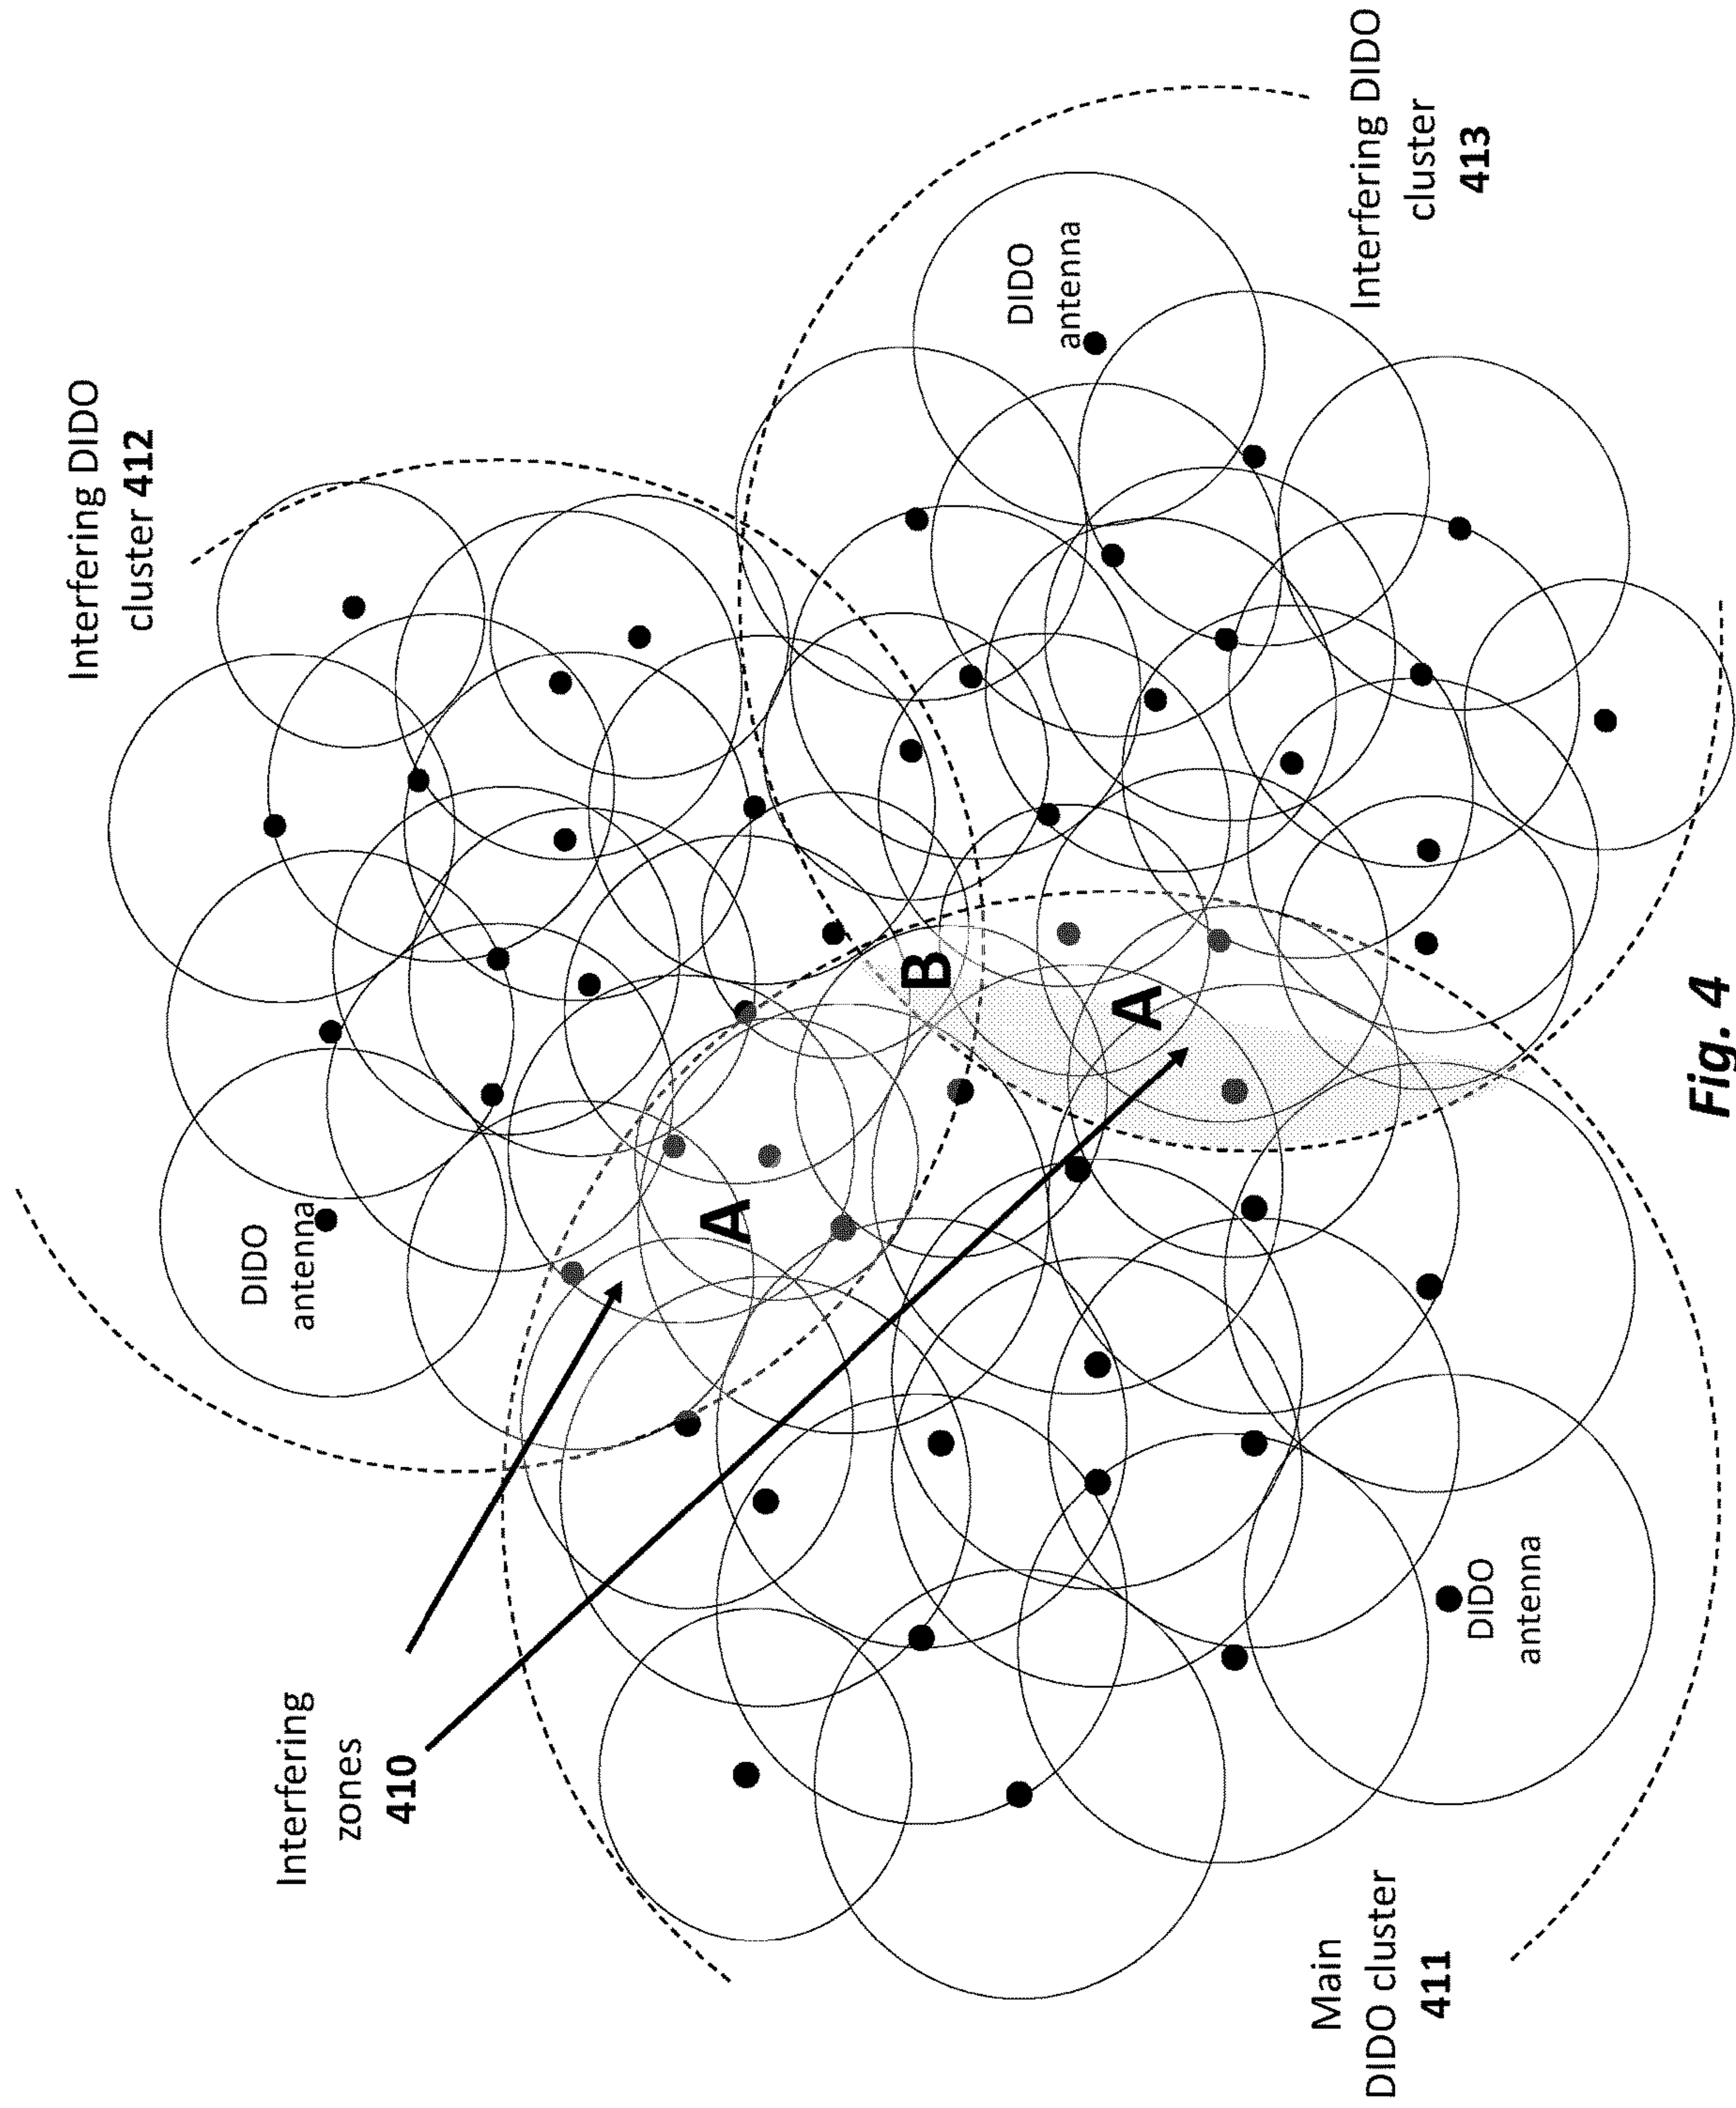 Interfering DIDO
cluster 412
DIDO
antenna
Interfering
zones
410
A
B
A
DIDO
antenna
Interfering DIDO
cluster
413
Main
DIDO cluster
411
DIDO
antenna
Fig. 4